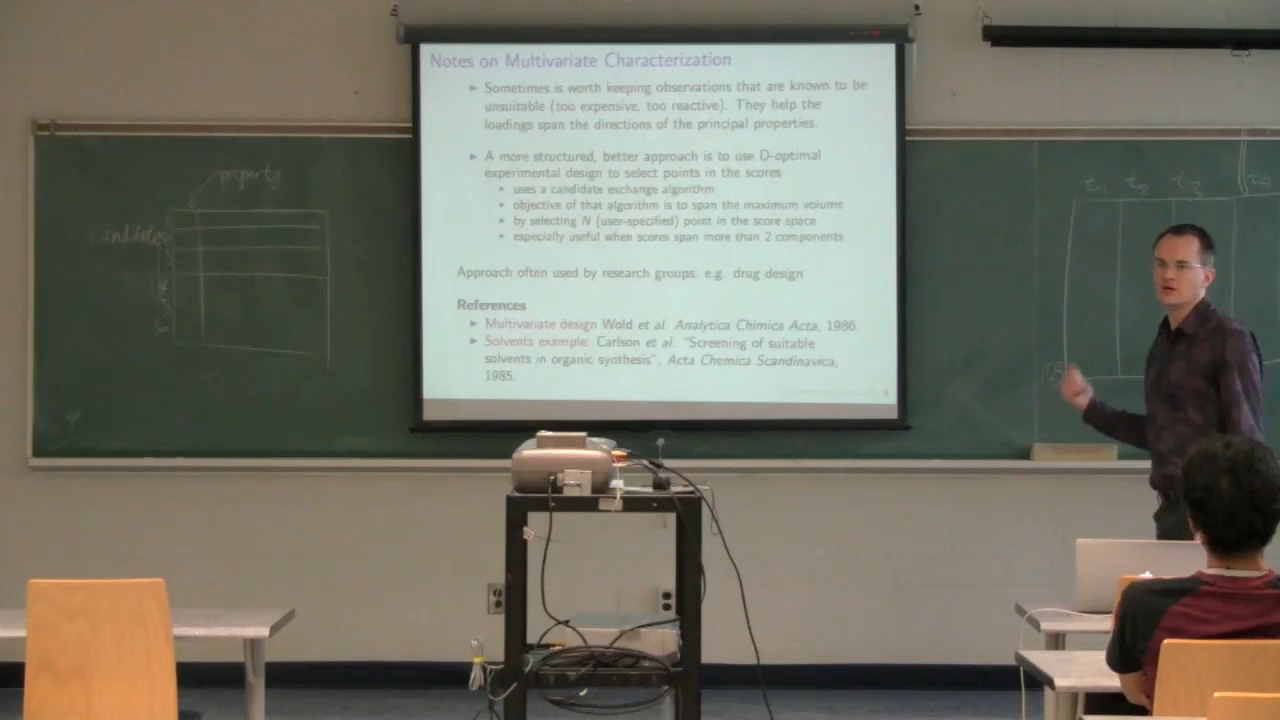 Notes on Multivariate Characterization
▸ Sometimes is worth keeping observations that are known to be
unsuitable (too expensive, too reactive). They help the
loadings span the directions of the principal properties.
▸ A more structured, better approach is to use D-optimal
experimental design to select points in the scores
▸ uses a candidate exchange algorithm
▸ objective of that algorithm is to span the maximum volume
▸ by selecting N (user-specified) point in the score space
▸ especially useful when scores span more than 2 components
Approach often used by research groups: e.g. drug design
References
▸ Multivariate design Wold et al. Analytica Chimica Acta, 1986.
▸ Solvents example: Carlson et al. "Screening of suitable
solvents in organic synthesis", Acta Chemica Scandinavica,
1985.
property
candidates
t1 t2 t3 t4
103